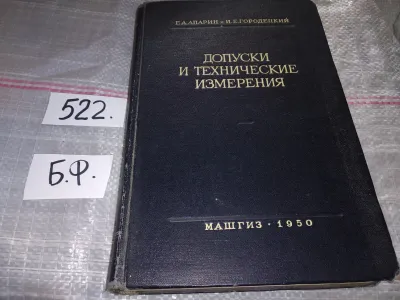 Г.А.АПАРИН и И.Е.ГОРОДЕЦКИЙ
ДОПУСКИ
И ТЕХНИЧЕСКИЕ
ИЗМЕРЕНИЯ
МАШГИЗ · 1950
522.
Б.Ф.